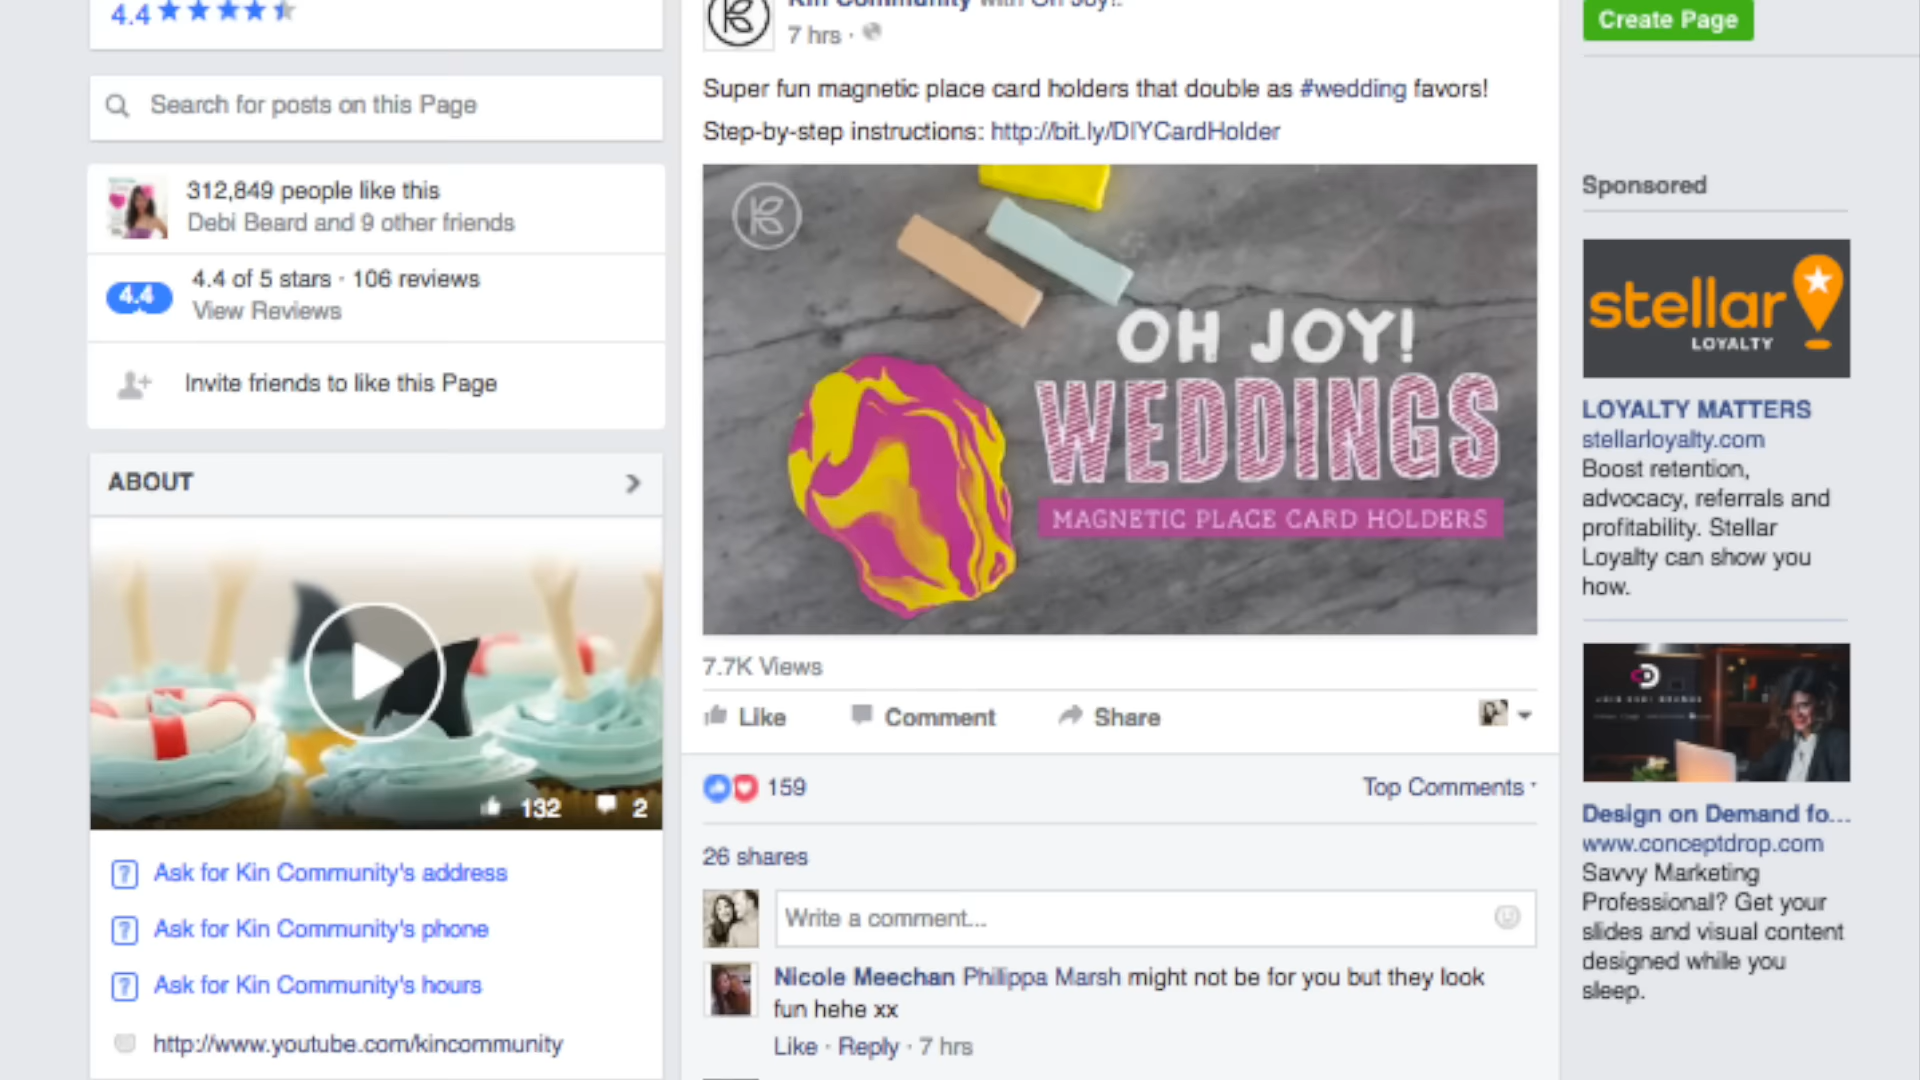 4.4
Search for posts on this Page
312,849 people like this
Debi Beard and 9 other friends
4.4
4.4 of 5 stars · 106 reviews
View Reviews
Invite friends to like this Page
ABOUT
132 2
Ask for Kin Community's address
Ask for Kin Community's phone
Ask for Kin Community's hours
http://www.youtube.com/kincommunity
Kin Community with Oh Joy!.
7 hrs ·
Super fun magnetic place card holders that double as #wedding favors!
Step-by-step instructions: http://bit.ly/DIYCardHolder
K
OH JOY!
WEDDINGS
MAGNETIC PLACE CARD HOLDERS
7.7K Views
Like Comment Share
159
Top Comments
26 shares
Write a comment...
Nicole Meechan Philippa Marsh might not be for you but they look
fun hehe xx
Like · Reply · 7 hrs
Create Page
Sponsored
stellar
LOYALTY
LOYALTY MATTERS
stellarloyalty.com
Boost retention,
advocacy, referrals and
profitability. Stellar
Loyalty can show you
how.
Design on Demand fo...
www.conceptdrop.com
Savvy Marketing
Professional? Get your
slides and visual content
designed while you
sleep.